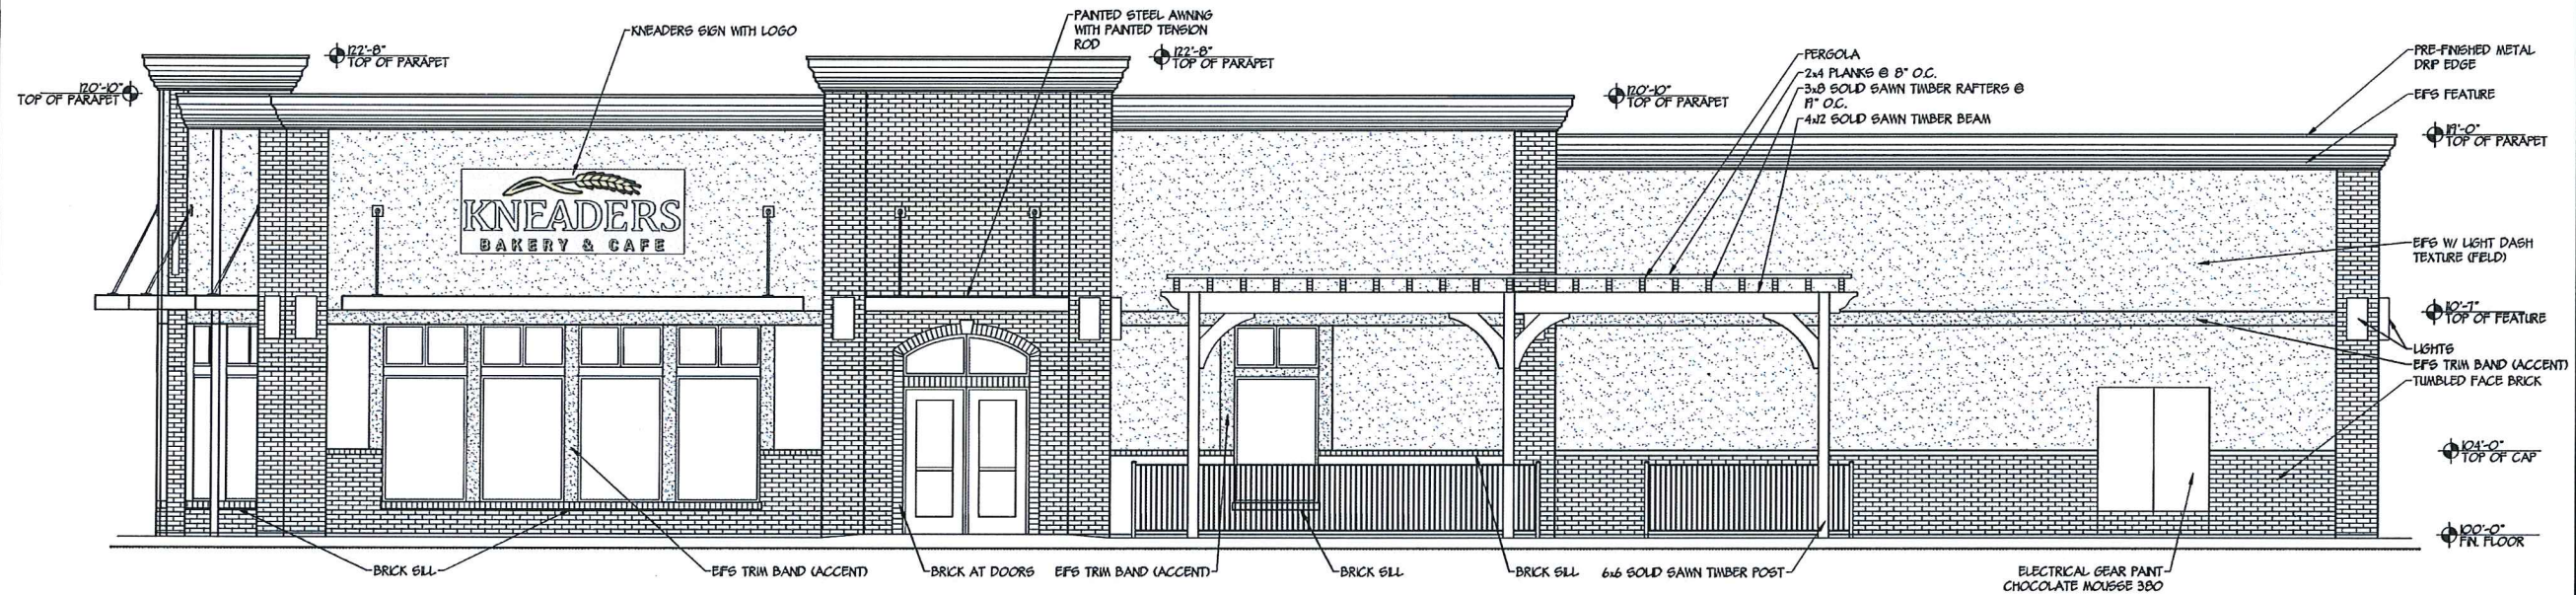 PAINTED STEEL AWNING
WITH PAINTED TENSION
ROD
KNEADERS SIGN WITH LOGO
122'-8"
TOP OF PARAPET
122'-8"
TOP OF PARAPET
120'-10"
TOP OF PARAPET
PERGOLA
2x4 PLANKS @ 8" O.C.
3x8 SOLID SAWN TIMBER RAFTERS @
19" O.C.
4x12 SOLID SAWN TIMBER BEAM
120'-10"
TOP OF PARAPET
PRE-FINISHED METAL
DRIP EDGE
EIFS FEATURE
119'-0"
TOP OF PARAPET
KNEADERS
BAKERY & CAFE
EIFS W/ LIGHT DASH
TEXTURE (FIELD)
110'-7"
TOP OF FEATURE
LIGHTS
EIFS TRIM BAND (ACCENT)
TUMBLED FACE BRICK
104'-0"
TOP OF CAP
100'-0"
FIN. FLOOR
BRICK SILL
EIFS TRIM BAND (ACCENT)
BRICK AT DOORS
EIFS TRIM BAND (ACCENT)
BRICK SILL
BRICK SILL
6x6 SOLID SAWN TIMBER POST
ELECTRICAL GEAR PAINT
CHOCOLATE MOUSSE 380